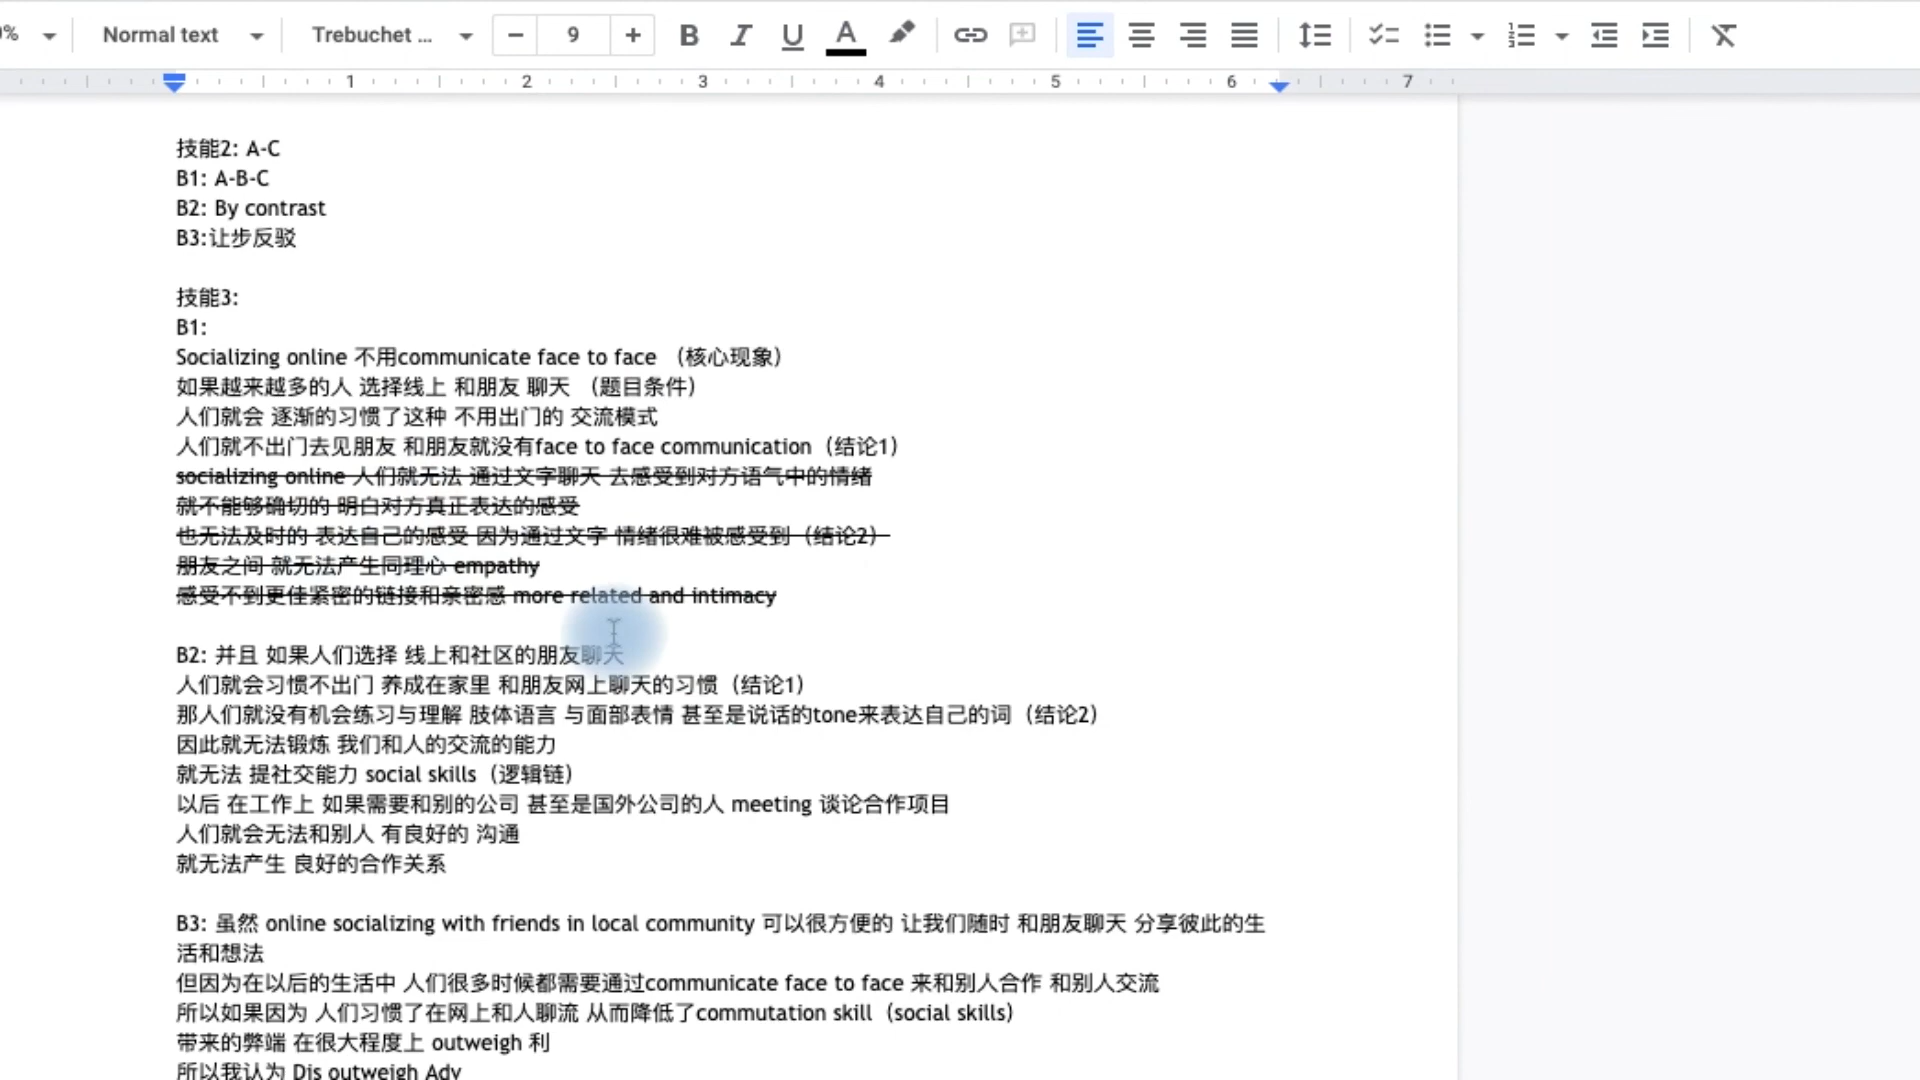 %
Normal text
Trebuchet ...
9
B
I
U
A
1
2
3
4
5
6
7
技能2: A-C
B1: A-B-C
B2: By contrast
B3:让步反驳
技能3:
B1:
Socializing online 不用communicate face to face （核心现象）
如果越来越多的人 选择线上 和朋友 聊天 （题目条件）
人们就会 逐渐的习惯了这种 不用出门的 交流模式
人们就不出门去见朋友 和朋友就没有face to face communication（结论1）
socializing online 人们就无法 通过文字聊天 去感受到对方语气中的情绪
就不能够确切的 明白对方真正表达的感受
也无法及时的 表达自己的感受 因为通过文字 情绪很难被感受到（结论2）
朋友之间 就无法产生同理心 empathy
感受不到更佳紧密的链接和亲密感 more related and intimacy
B2: 并且 如果人们选择 线上和社区的朋友聊天
人们就会习惯不出门 养成在家里 和朋友网上聊天的习惯（结论1）
那人们就没有机会练习与理解 肢体语言 与面部表情 甚至是说话的tone来表达自己的词（结论2）
因此就无法锻炼 我们和人的交流的能力
就无法 提社交能力 social skills（逻辑链）
以后 在工作上 如果需要和别的公司 甚至是国外公司的人 meeting 谈论合作项目
人们就会无法和别人 有良好的 沟通
就无法产生 良好的合作关系
B3: 虽然 online socializing with friends in local community 可以很方便的 让我们随时 和朋友聊天 分享彼此的生
活和想法
但因为在以后的生活中 人们很多时候都需要通过communicate face to face 来和别人合作 和别人交流
所以如果因为 人们习惯了在网上和人聊流 从而降低了commutation skill（social skills）
带来的弊端 在很大程度上 outweigh 利
所以我认为 Dis outweigh Adv